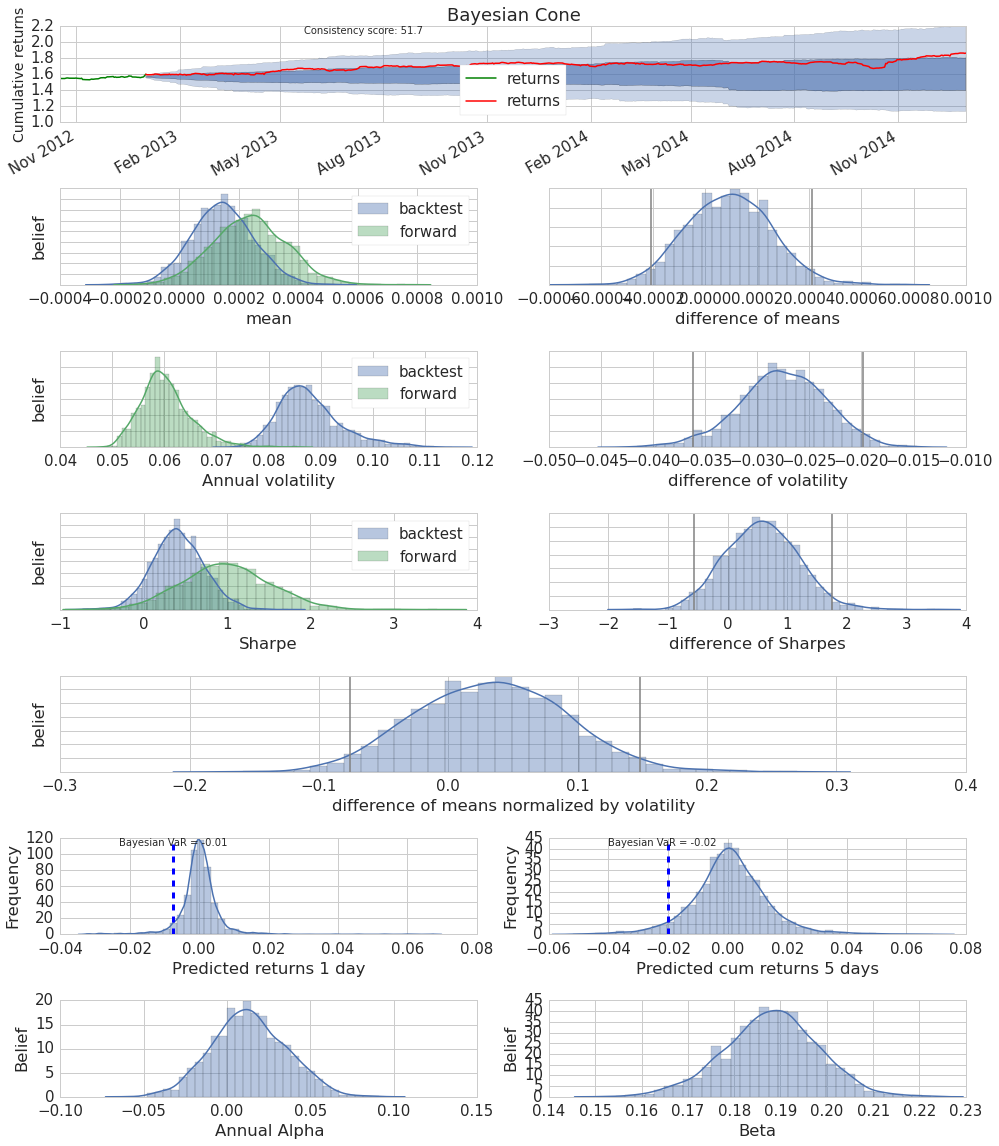 Bayesian Cone
Consistency score: 51.7
Cumulative returns
2.2
2.0
1.8
1.6
1.4
1.2
1.0
returns
returns
Nov 2012
Feb 2013
May 2013
Aug 2013
Nov 2013
Feb 2014
May 2014
Aug 2014
Nov 2014
belief
backtest
forward
−0.0004 −0.0002 0.0000 0.0002 0.0004 0.0006 0.0008 0.0010
mean
−0.0006 −0.0004 −0.0002 0.0000 0.0002 0.0004 0.0006 0.0008 0.0010
difference of means
belief
backtest
forward
0.04 0.05 0.06 0.07 0.08 0.09 0.10 0.11 0.12
Annual volatility
−0.050 −0.045 −0.040 −0.035 −0.030 −0.025 −0.020 −0.015 −0.010
difference of volatility
belief
backtest
forward
−1 0 1 2 3 4
Sharpe
−3 −2 −1 0 1 2 3 4
difference of Sharpes
belief
−0.3 −0.2 −0.1 0.0 0.1 0.2 0.3 0.4
difference of means normalized by volatility
Frequency
120
100
80
60
40
20
0
Bayesian VaR = -0.01
−0.04 −0.02 0.00 0.02 0.04 0.06 0.08
Predicted returns 1 day
Frequency
45
40
35
30
25
20
15
10
5
0
Bayesian VaR = -0.02
−0.06 −0.04 −0.02 0.00 0.02 0.04 0.06 0.08
Predicted cum returns 5 days
Belief
20
15
10
5
0
−0.10 −0.05 0.00 0.05 0.10 0.15
Annual Alpha
Belief
45
40
35
30
25
20
15
10
5
0
0.14 0.15 0.16 0.17 0.18 0.19 0.20 0.21 0.22 0.23
Beta